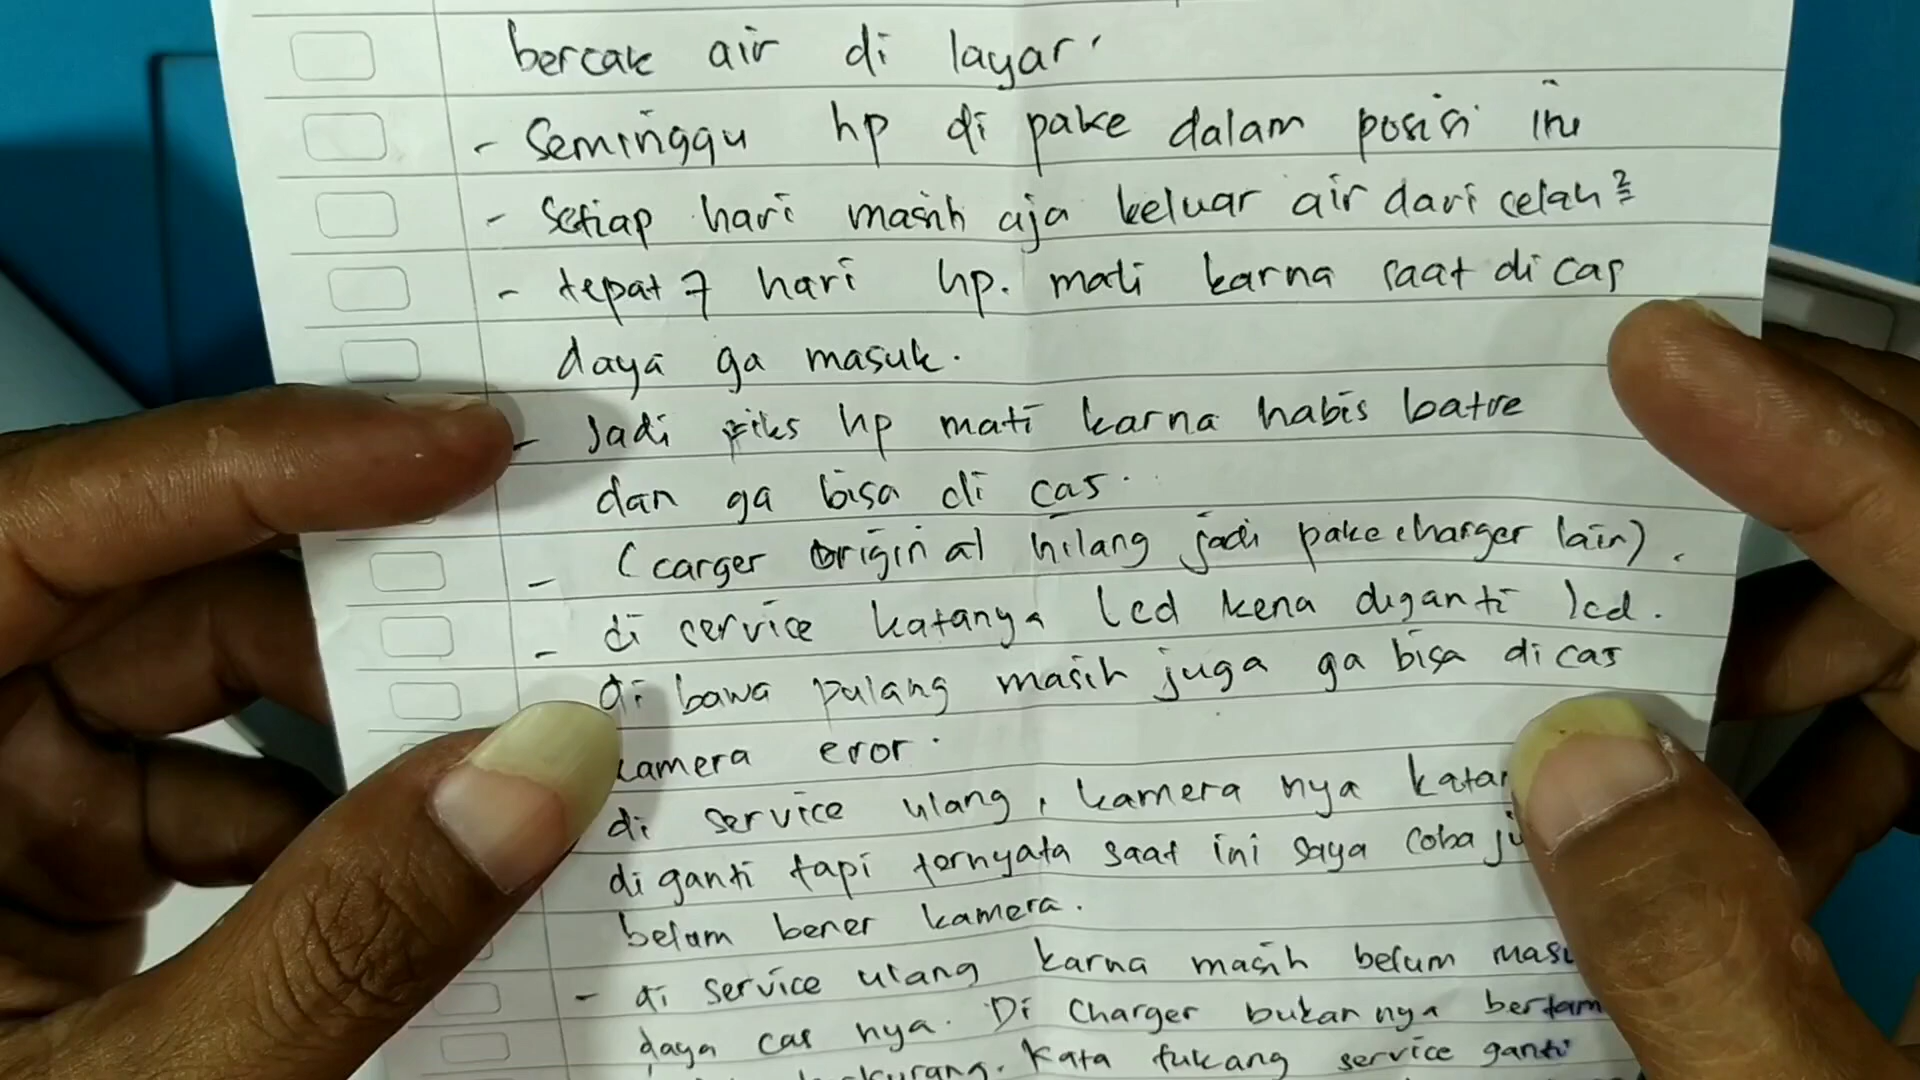 bercak air di layar.
- Seminggu hp di pake dalam posisi ini
- Setiap hari masih aja keluar air dari celah²
- tepat 7 hari hp. mati karna saat di cas
daya ga masuk.
- Jadi fiks hp mati karna habis batre
dan ga bisa di cas.
- (carger original hilang jadi pake charger lain).
- di service katanya lcd kena diganti lcd.
di bawa pulang masih juga ga bisa di cas
kamera eror.
di service ulang, kamera nya
diganti tapi ternyata saat ini saya coba
belum bener kamera.
- di service ulang karna masih belum
daya cas nya. Di Charger bukan nya
Kata tukang service ganti